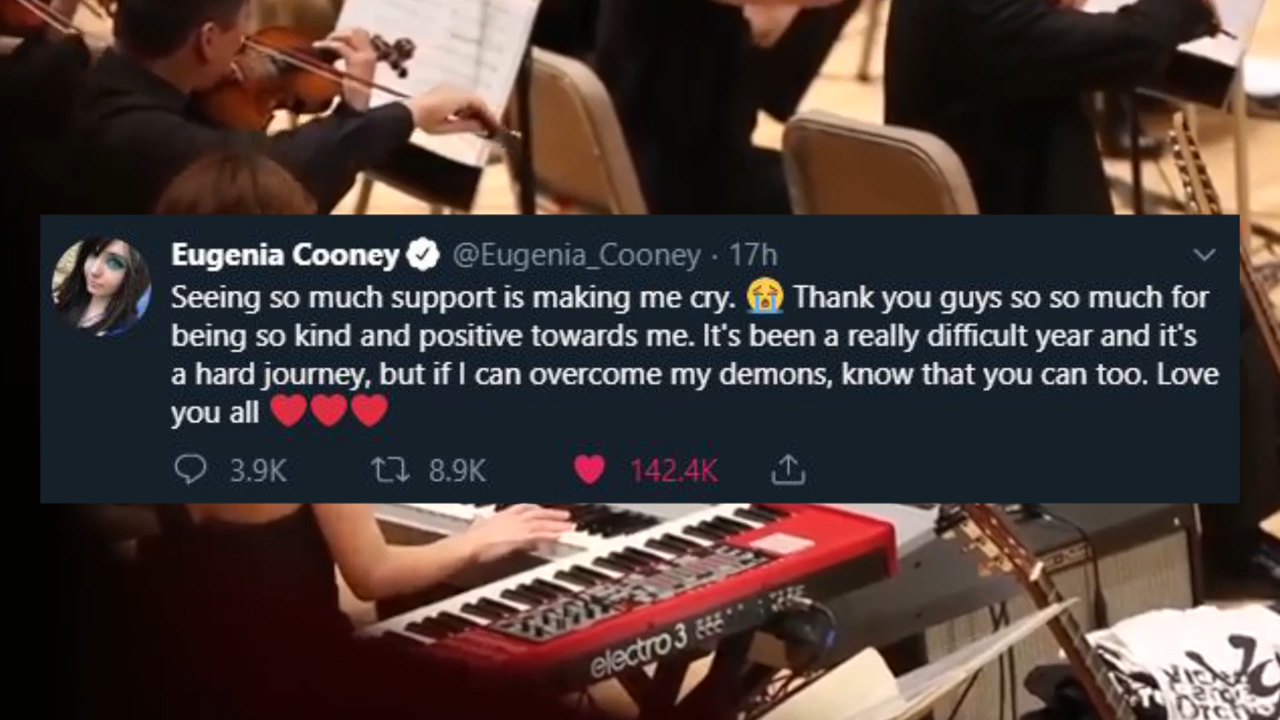 Eugenia Cooney @Eugenia_Cooney · 17h
Seeing so much support is making me cry. 😭 Thank you guys so so much for
being so kind and positive towards me. It's been a really difficult year and it's
a hard journey, but if I can overcome my demons, know that you can too. Love
you all ❤️❤️❤️
3.9K 8.9K 142.4K
electro 3